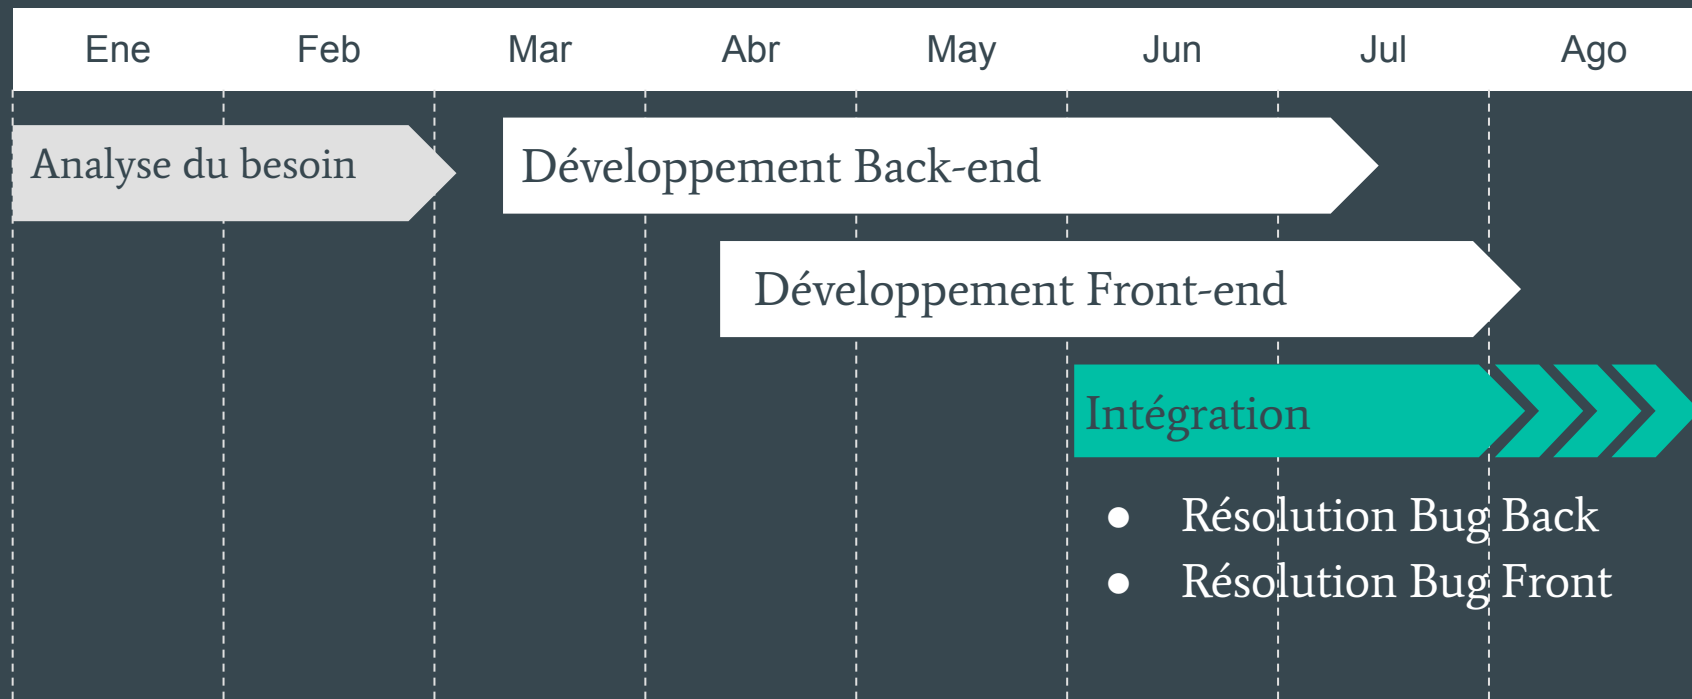 Ene Feb Mar Abr May Jun Jul Ago
Analyse du besoin
Développement Back-end
Développement Front-end
Intégration
● Résolution Bug Back
● Résolution Bug Front